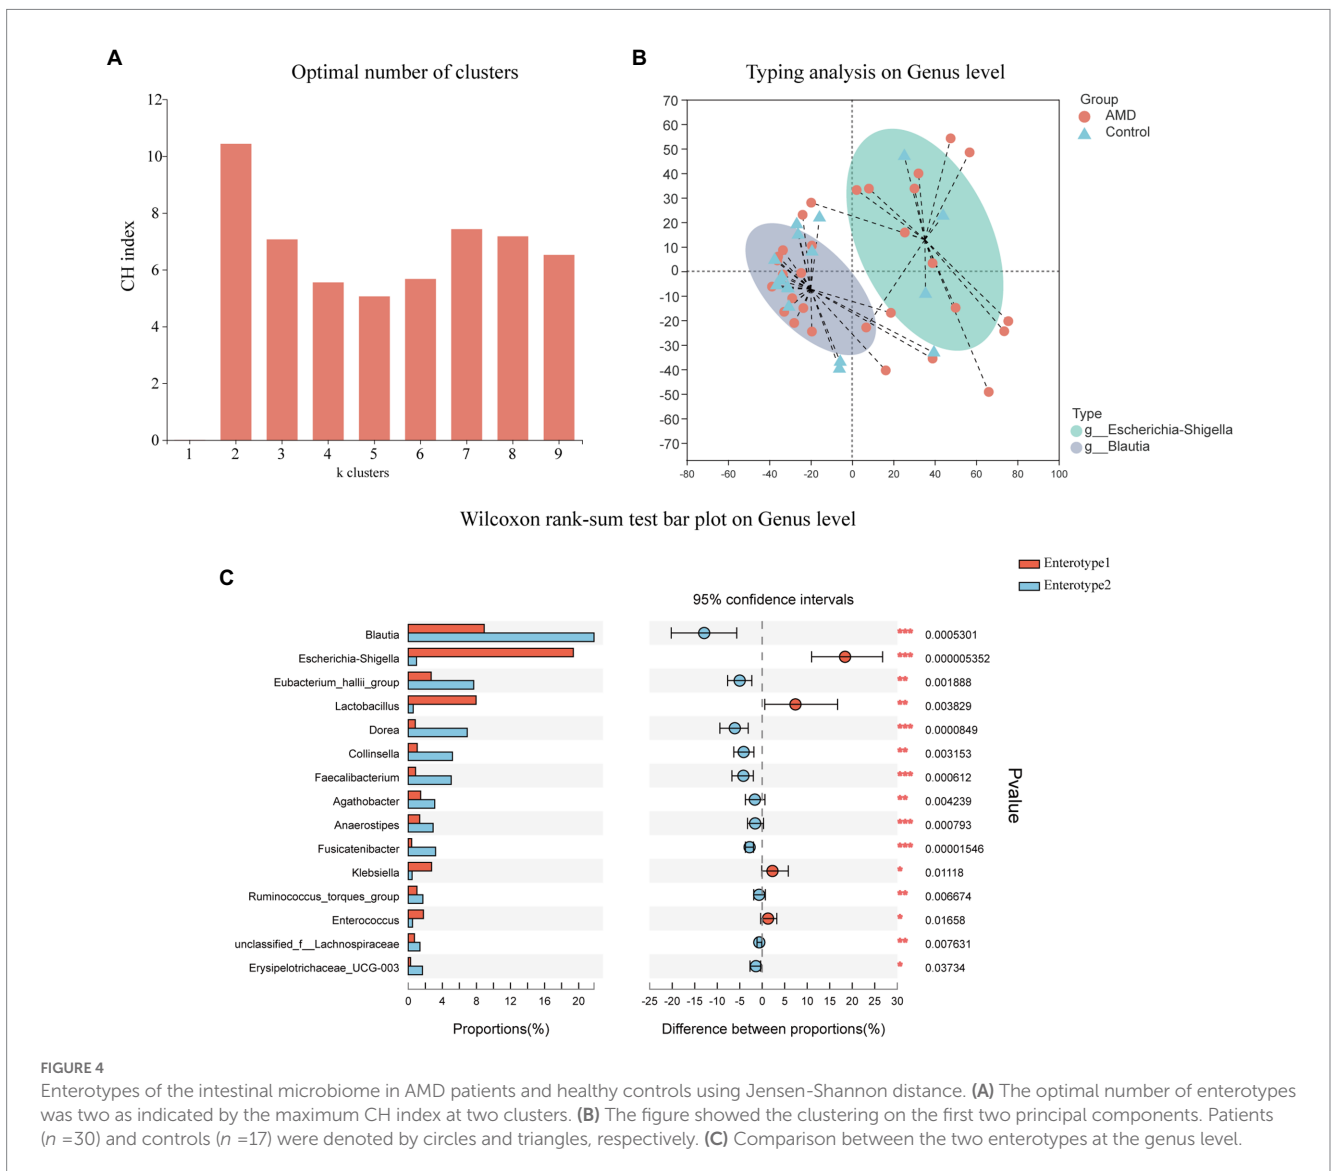 A
Optimal number of clusters
12
10
8
6
4
2
0
CH index
1 2 3 4 5 6 7 8 9
k clusters
B
Typing analysis on Genus level
70
60
50
40
30
20
10
0
-10
-20
-30
-40
-50
-60
-70
-80 -60 -40 -20 0 20 40 60 80 100
Group
AMD
Control
Type
g__Escherichia-Shigella
g__Blautia
Wilcoxon rank-sum test bar plot on Genus level
C
Enterotype1
Enterotype2
95% confidence intervals
Blautia *** 0.0005301
Escherichia-Shigella *** 0.000005352
Eubacterium_hallii_group ** 0.001888
Lactobacillus ** 0.003829
Dorea *** 0.0000849
Collinsella ** 0.003153
Faecalibacterium *** 0.000612
Agathobacter ** 0.004239
Anaerostipes *** 0.000793
Fusicatenibacter *** 0.00001546
Klebsiella * 0.01118
Ruminococcus_torques_group ** 0.006674
Enterococcus * 0.01658
unclassified_f__Lachnospiraceae ** 0.007631
Erysipelotrichaceae_UCG-003 * 0.03734
Pvalue
0 4 8 12 16 20
Proportions(%)
-25 -20 -15 -10 -5 0 5 10 15 20 25 30
Difference between proportions(%)
FIGURE 4
Enterotypes of the intestinal microbiome in AMD patients and healthy controls using Jensen-Shannon distance. (A) The optimal number of enterotypes
was two as indicated by the maximum CH index at two clusters. (B) The figure showed the clustering on the first two principal components. Patients
(n =30) and controls (n =17) were denoted by circles and triangles, respectively. (C) Comparison between the two enterotypes at the genus level.